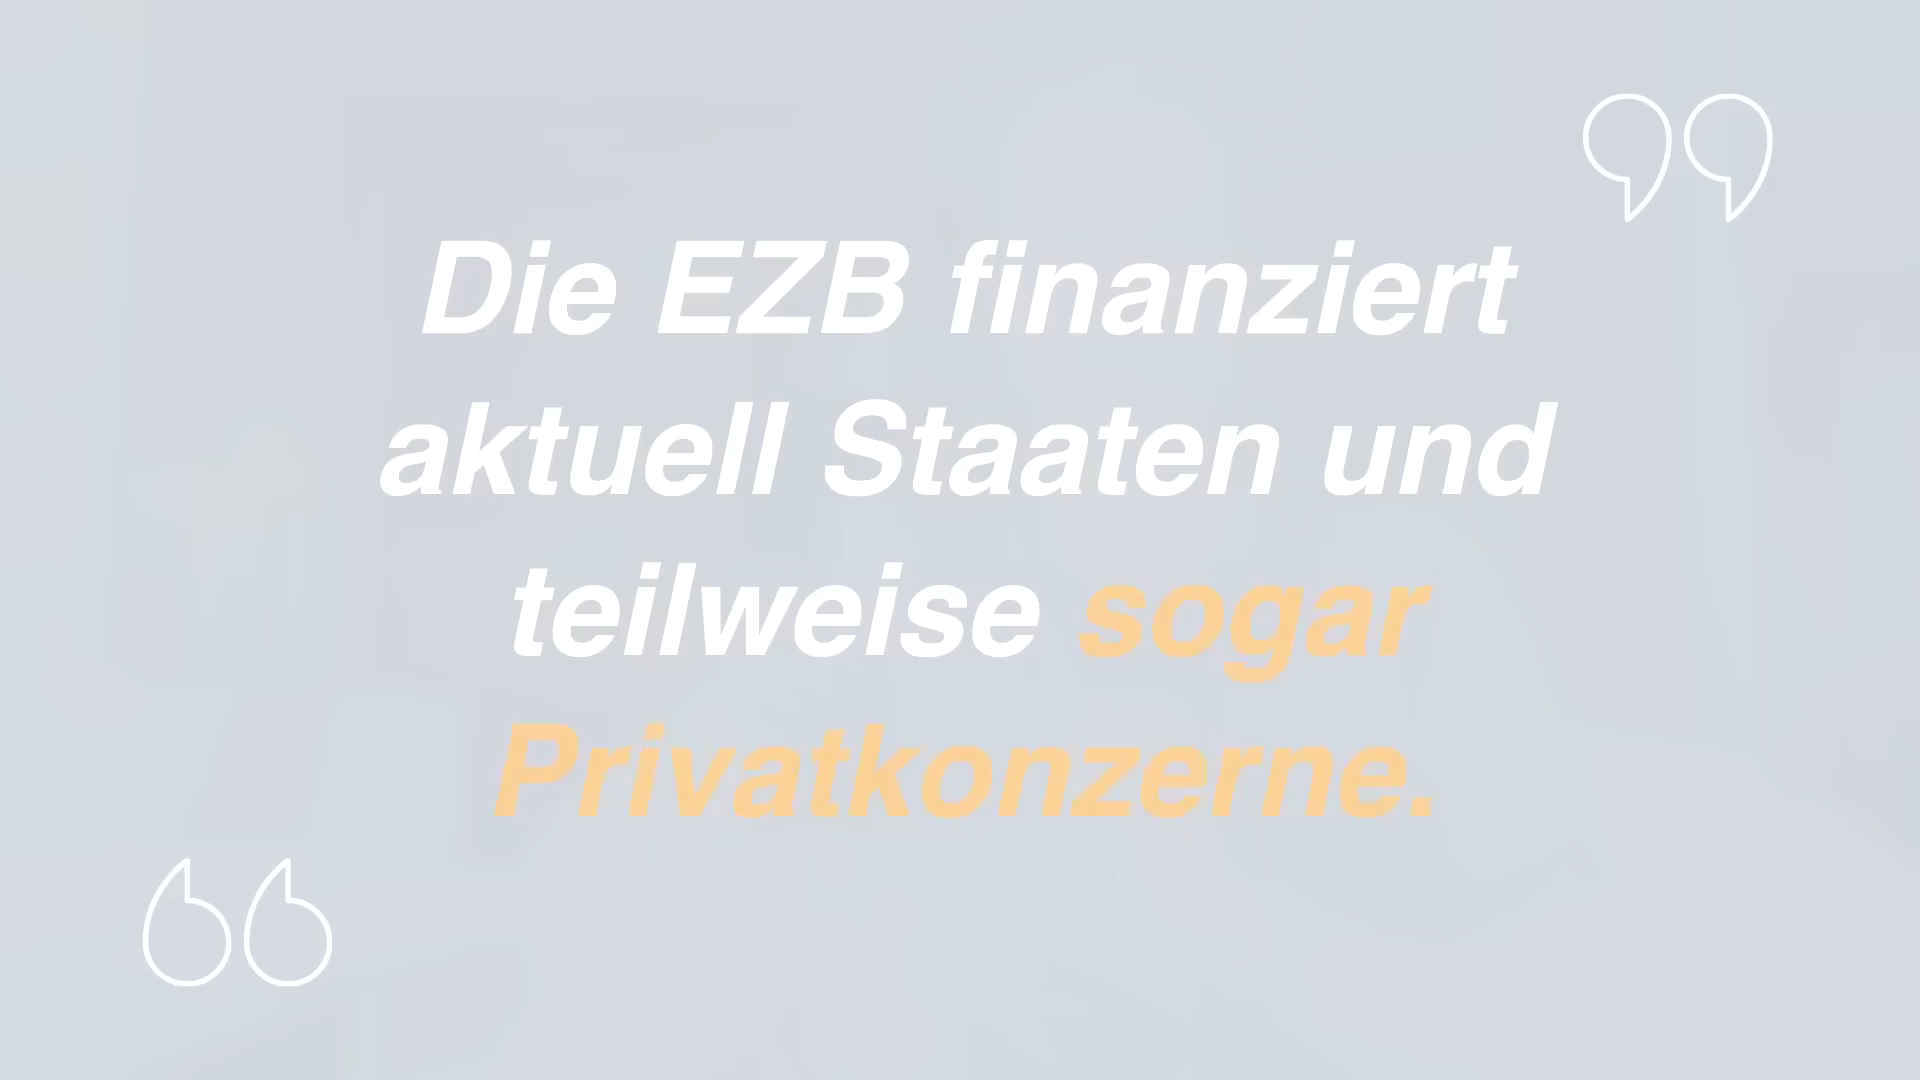 Die EZB finanziert
aktuell Staaten und
teilweise sogar
Privatkonzerne.